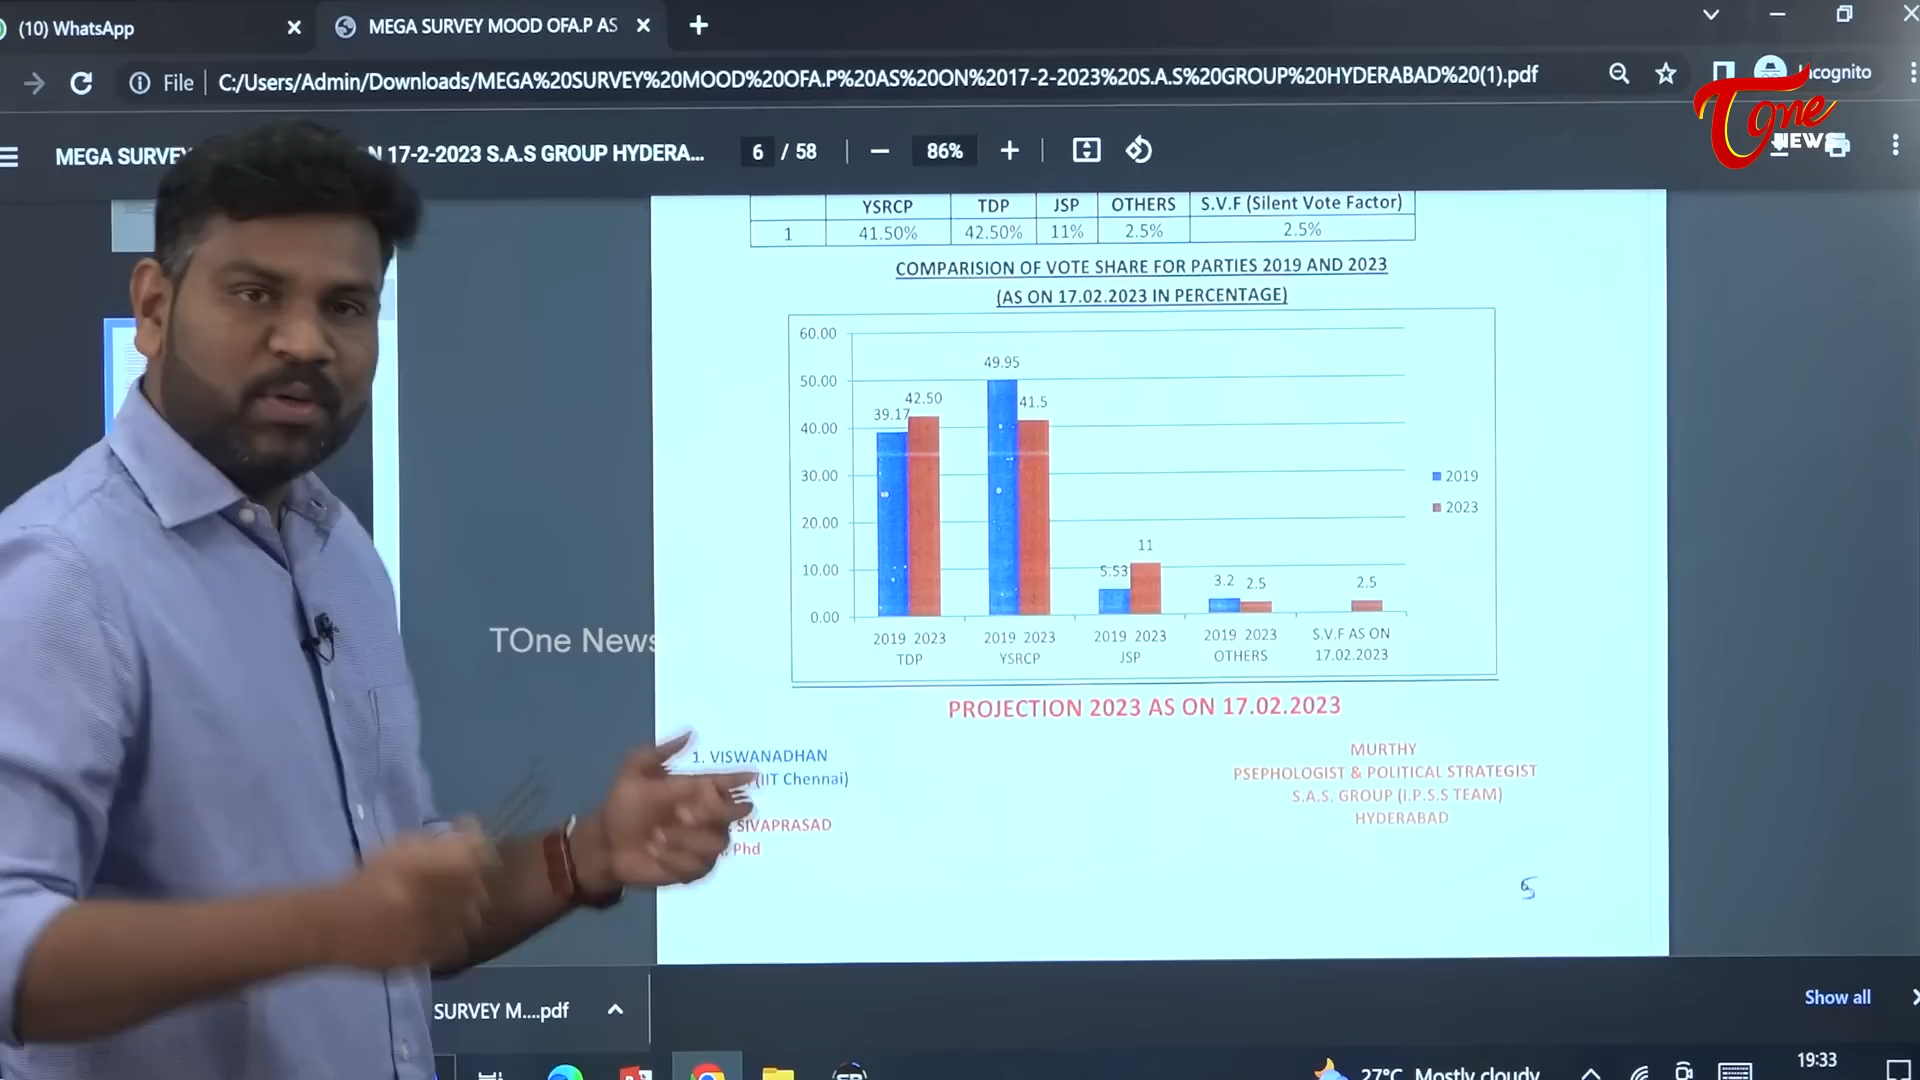 (10) WhatsApp
MEGA SURVEY MOOD OFA.P AS
File
C:/Users/Admin/Downloads/MEGA%20SURVEY%20MOOD%20OFA.P%20AS%20ON%2017-2-2023%20S.A.S%20GROUP%20HYDERABAD%20(1).pdf
Incognito
Tone
NEWS
MEGA SURVEY
N 17-2-2023 S.A.S GROUP HYDERA...
6 / 58
86%
YSRCP TDP JSP OTHERS S.V.F (Silent Vote Factor)
1 41.50% 42.50% 11% 2.5% 2.5%
COMPARISION OF VOTE SHARE FOR PARTIES 2019 AND 2023
(AS ON 17.02.2023 IN PERCENTAGE)
60.00
50.00
40.00
30.00
20.00
10.00
0.00
39.17
42.50
49.95
41.5
5.53
11
3.2
2.5
2.5
2019
2023
2019 2023
TDP
2019 2023
YSRCP
2019 2023
JSP
2019 2023
OTHERS
S.V.F AS ON
17.02.2023
TOne News
PROJECTION 2023 AS ON 17.02.2023
1. VISWANADHAN
(IIT Chennai)
SIVAPRASAD
Phd
MURTHY
PSEPHOLOGIST & POLITICAL STRATEGIST
S.A.S. GROUP (I.P.S.S TEAM)
HYDERABAD
SURVEY M....pdf
Show all
27°C Mostly cloudy
19:33